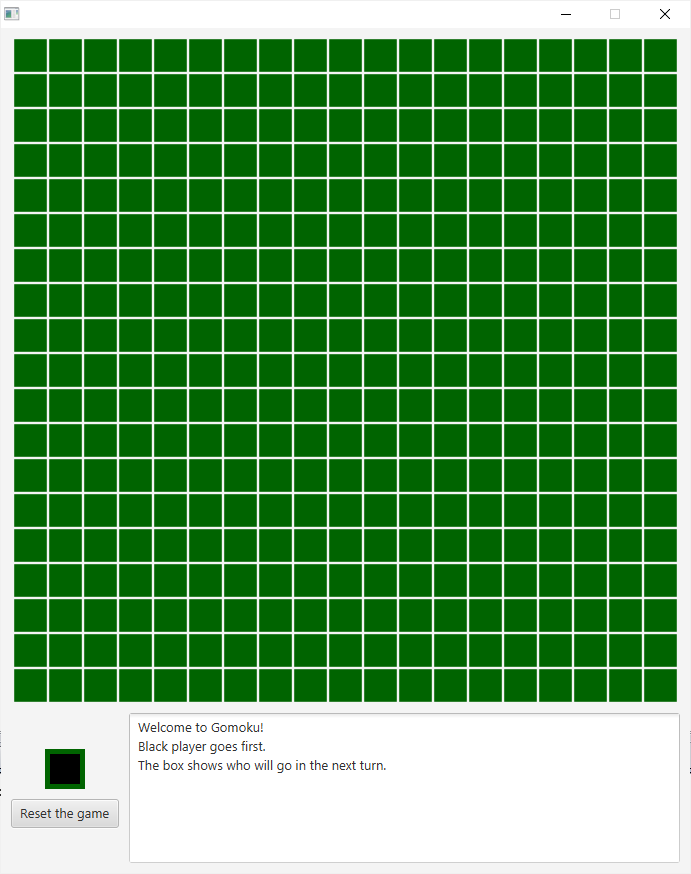 Welcome to Gomoku!
Black player goes first.
The box shows who will go in the next turn.
Reset the game